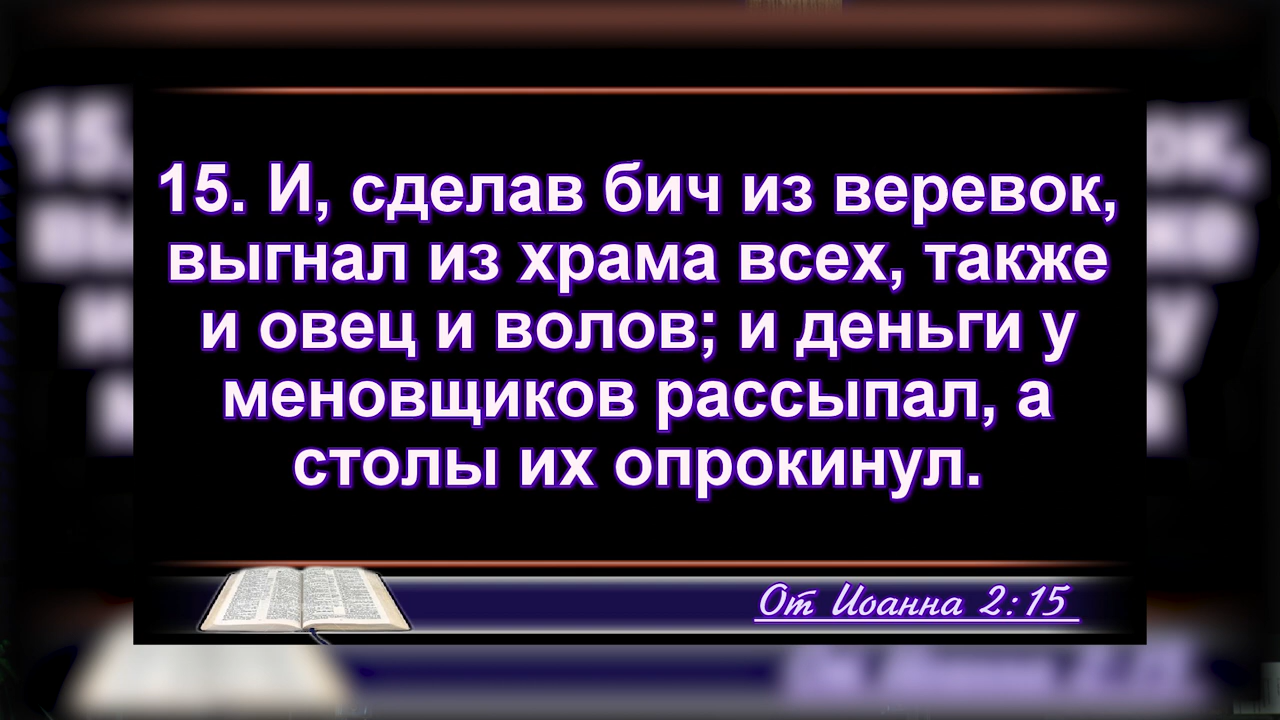 15. И, сделав бич из веревок,
выгнал из храма всех, также
и овец и волов; и деньги у
меновщиков рассыпал, а
столы их опрокинул.
От Иоанна 2:15